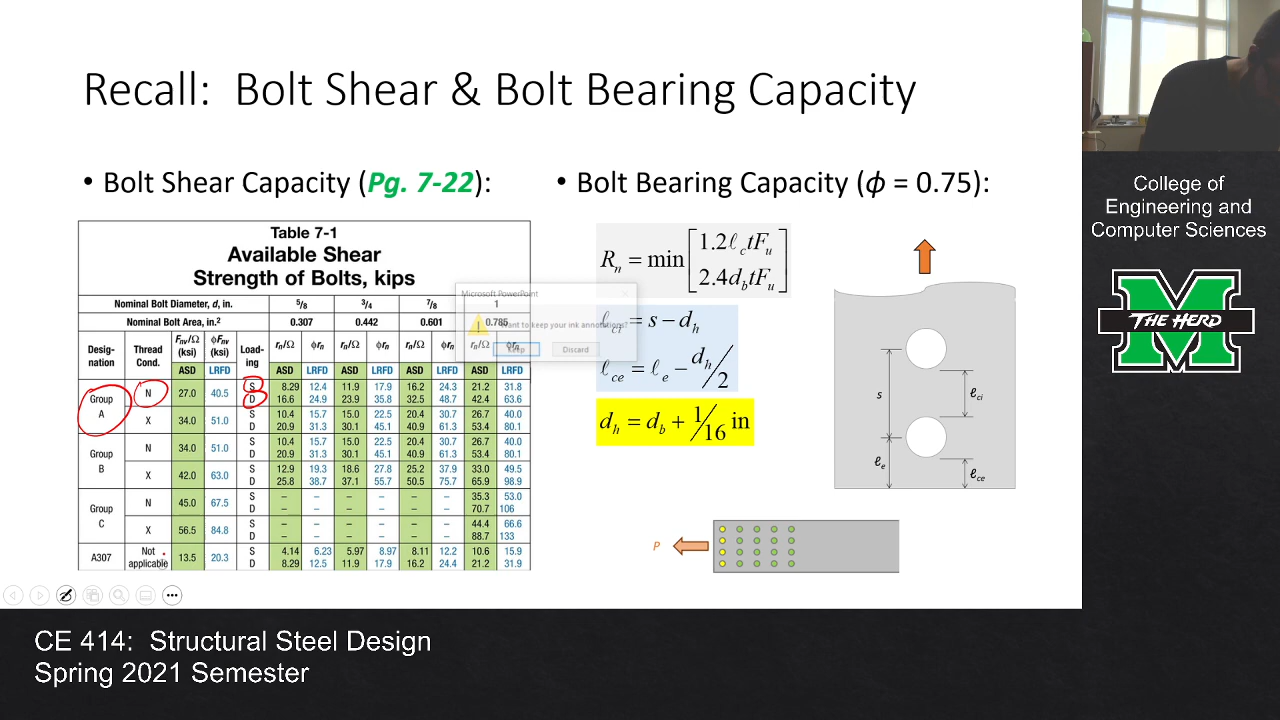 Recall: Bolt Shear & Bolt Bearing Capacity
• Bolt Shear Capacity (Pg. 7-22):
Table 7-1
Available Shear
Strength of Bolts, kips
Nominal Bolt Diameter, d, in. 5/8 3/4 7/8 1
Nominal Bolt Area, in.² 0.307 0.442 0.601 0.785
Desig-nation Thread Cond. Fnv/Ω (ksi) ϕFnv (ksi) Load-ing rn/Ω ϕrn rn/Ω ϕrn rn/Ω ϕrn rn/Ω ϕrn
ASD LRFD ASD LRFD ASD LRFD ASD LRFD ASD LRFD
Group A N 27.0 40.5 S 8.29 12.4 11.9 17.9 16.2 24.3 21.2 31.8
D 16.6 24.9 23.9 35.8 32.5 48.7 42.4 63.6
X 34.0 51.0 S 10.4 15.7 15.0 22.5 20.4 30.7 26.7 40.0
D 20.9 31.3 30.1 45.1 40.9 61.3 53.4 80.1
Group B N 34.0 51.0 S 10.4 15.7 15.0 22.5 20.4 30.7 26.7 40.0
D 20.9 31.3 30.1 45.1 40.9 61.3 53.4 80.1
X 42.0 63.0 S 12.9 19.3 18.6 27.8 25.2 37.9 33.0 49.5
D 25.8 38.7 37.1 55.7 50.5 75.7 65.9 98.9
Group C N 45.0 67.5 S – – – – – – 35.3 53.0
D – – – – – – 70.7 106
X 56.5 84.8 S – – – – – – 44.4 66.6
D – – – – – – 88.7 133
A307 Not applicable 13.5 20.3 S 4.14 6.23 5.97 8.97 8.11 12.2 10.6 15.9
D 8.29 12.5 11.9 17.9 16.2 24.4 21.2 31.9
Microsoft PowerPoint
Want to keep your ink annotations?
Keep Discard
• Bolt Bearing Capacity (ϕ = 0.75):
Rn = min[1.2ℓc tFu
2.4db tFu]
ℓci = s − dh
ℓce = ℓe − dh/2
dh = db + 1/16 in
s
ℓci
ℓe
ℓce
P
College of
Engineering and
Computer Sciences
THE HERD
CE 414: Structural Steel Design
Spring 2021 Semester